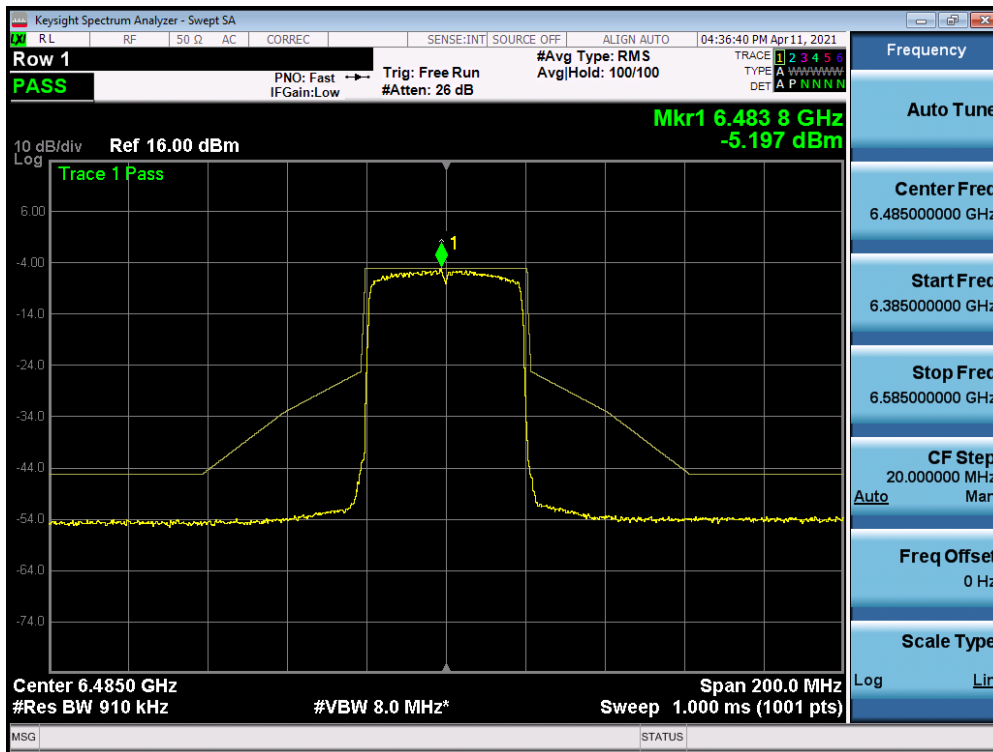 Keysight Spectrum Analyzer - Swept SA
LXI RL RF 50 Ω AC CORREC SENSE:INT SOURCE OFF ALIGN AUTO 04:36:40 PM Apr 11, 2021
Row 1
PASS
PNO: Fast
IFGain:Low
Trig: Free Run
#Atten: 26 dB
#Avg Type: RMS
Avg|Hold: 100/100
TRACE 1 2 3 4 5 6
TYPE A WWWWW
DET A P N N N N
Mkr1 6.483 8 GHz
-5.197 dBm
10 dB/div Ref 16.00 dBm
Log
Trace 1 Pass
6.00
1
-4.00
-14.0
-24.0
-34.0
-44.0
-54.0
-64.0
-74.0
Center 6.4850 GHz
Span 200.0 MHz
#Res BW 910 kHz
#VBW 8.0 MHz*
Sweep 1.000 ms (1001 pts)
MSG
STATUS
Frequency
Auto Tune
Center Freq
6.485000000 GHz
Start Freq
6.385000000 GHz
Stop Freq
6.585000000 GHz
CF Step
20.000000 MHz
Auto Man
Freq Offset
0 Hz
Scale Type
Log Lin